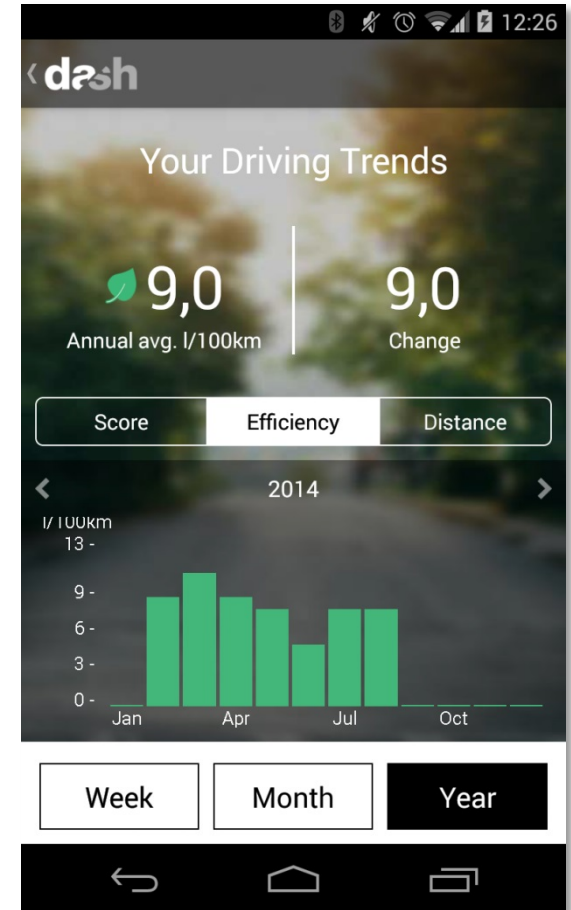 12:26
dash
Your Driving Trends
9,0 9,0
Annual avg. l/100km Change
Score Efficiency Distance
2014
l/100km
13 -
9 -
6 -
3 -
0 -
Jan Apr Jul Oct
Week Month Year